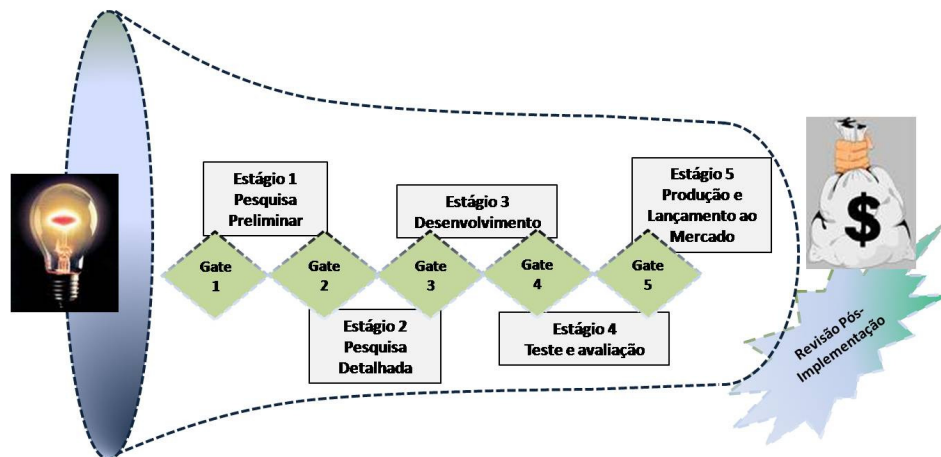 Estágio 1
Pesquisa
Preliminar
Estágio 3
Desenvolvimento
Estágio 5
Produção e
Lançamento ao
Mercado
$
Gate
1
Gate
2
Gate
3
Gate
4
Gate
5
Estágio 2
Pesquisa
Detalhada
Estágio 4
Teste e avaliação
Revisão Pós-
Implementação